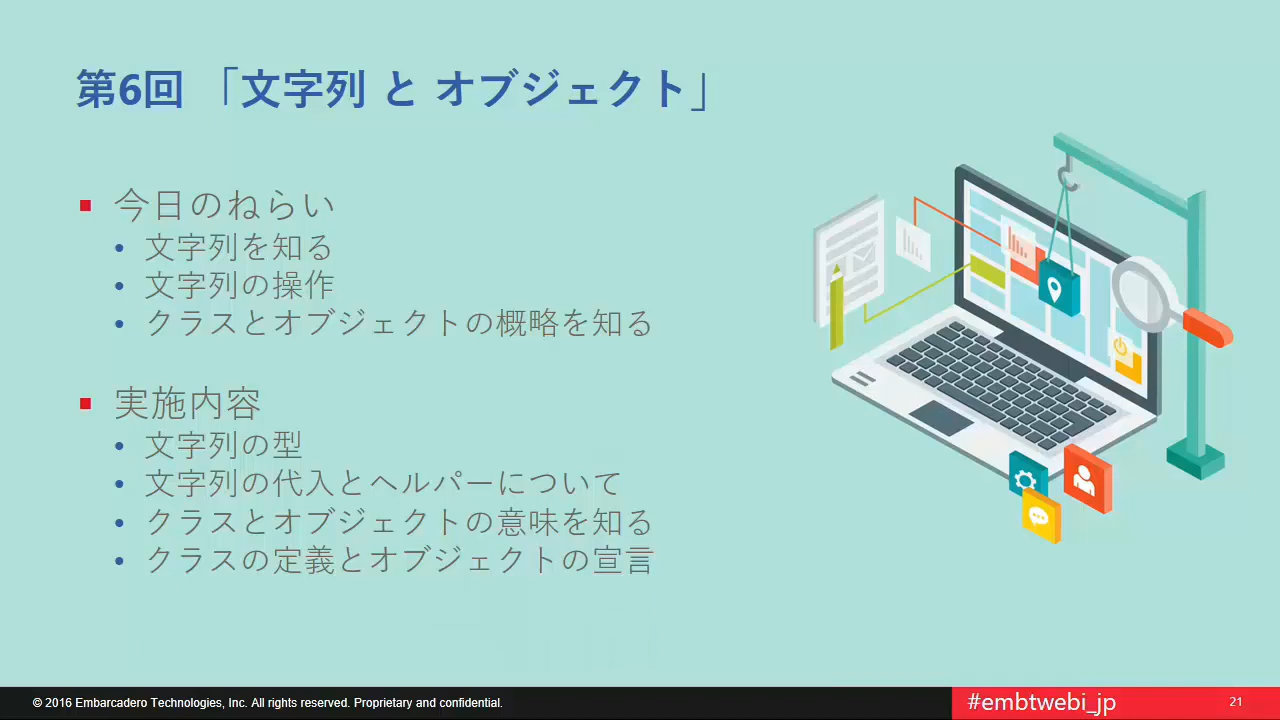 第6回 「文字列 と オブジェクト」
今日のねらい
文字列を知る
文字列の操作
クラスとオブジェクトの概略を知る
実施内容
文字列の型
文字列の代入とヘルパーについて
クラスとオブジェクトの意味を知る
クラスの定義とオブジェクトの宣言
© 2016 Embarcadero Technologies, Inc. All rights reserved. Proprietary and confidential.
#embtwebi_jp
21